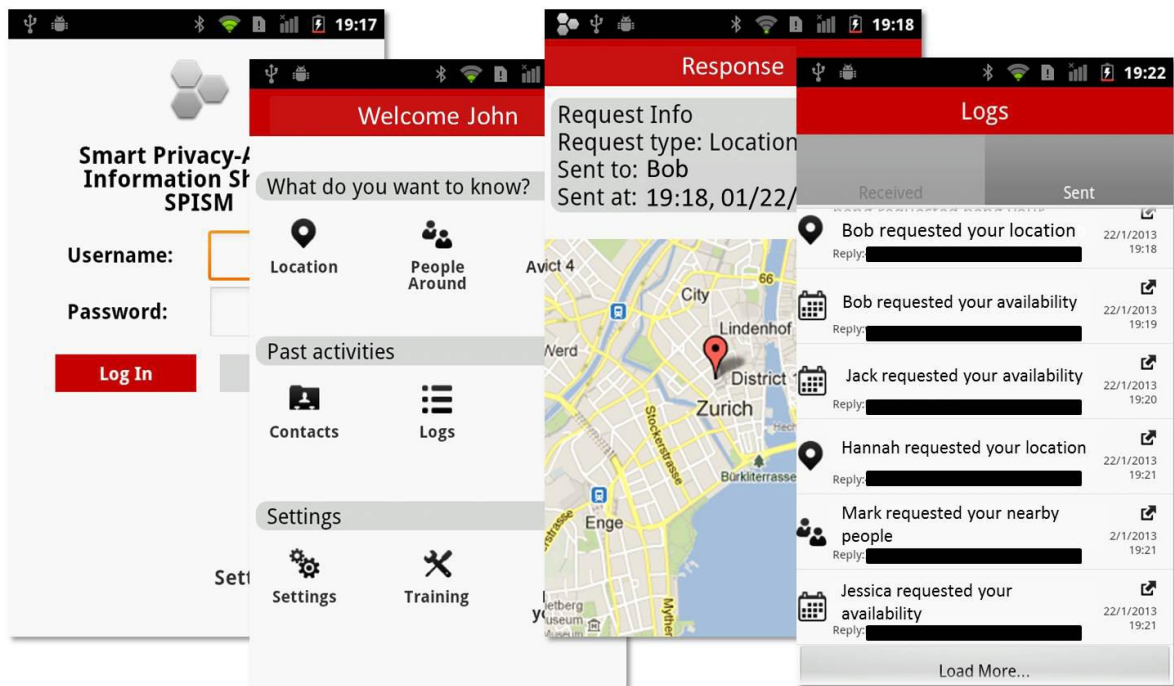 19:17
Smart Privacy-
Information
SPISM
Username:
Password:
Log In
Welcome John
What do you want to know?
Location
People
Around
Past activities
Contacts
Logs
Settings
Settings
Training
19:18
Response
Request Info
Request type: Location
Sent to: Bob
Sent at: 19:18, 01/22/
66
City
Lindenhof
District
Zurich
Stockerstrasse
Bürkliterrasse
Enge
19:22
Logs
Received
Sent
Bob requested your location
22/1/2013
Reply:
19:18
Bob requested your availability
22/1/2013
Reply:
19:19
Jack requested your availability
22/1/2013
Reply:
19:20
Hannah requested your location
22/1/2013
Reply:
19:21
Mark requested your nearby
people
2/1/2013
Reply:
19:21
Jessica requested your
availability
22/1/2013
Reply:
19:21
Load More...